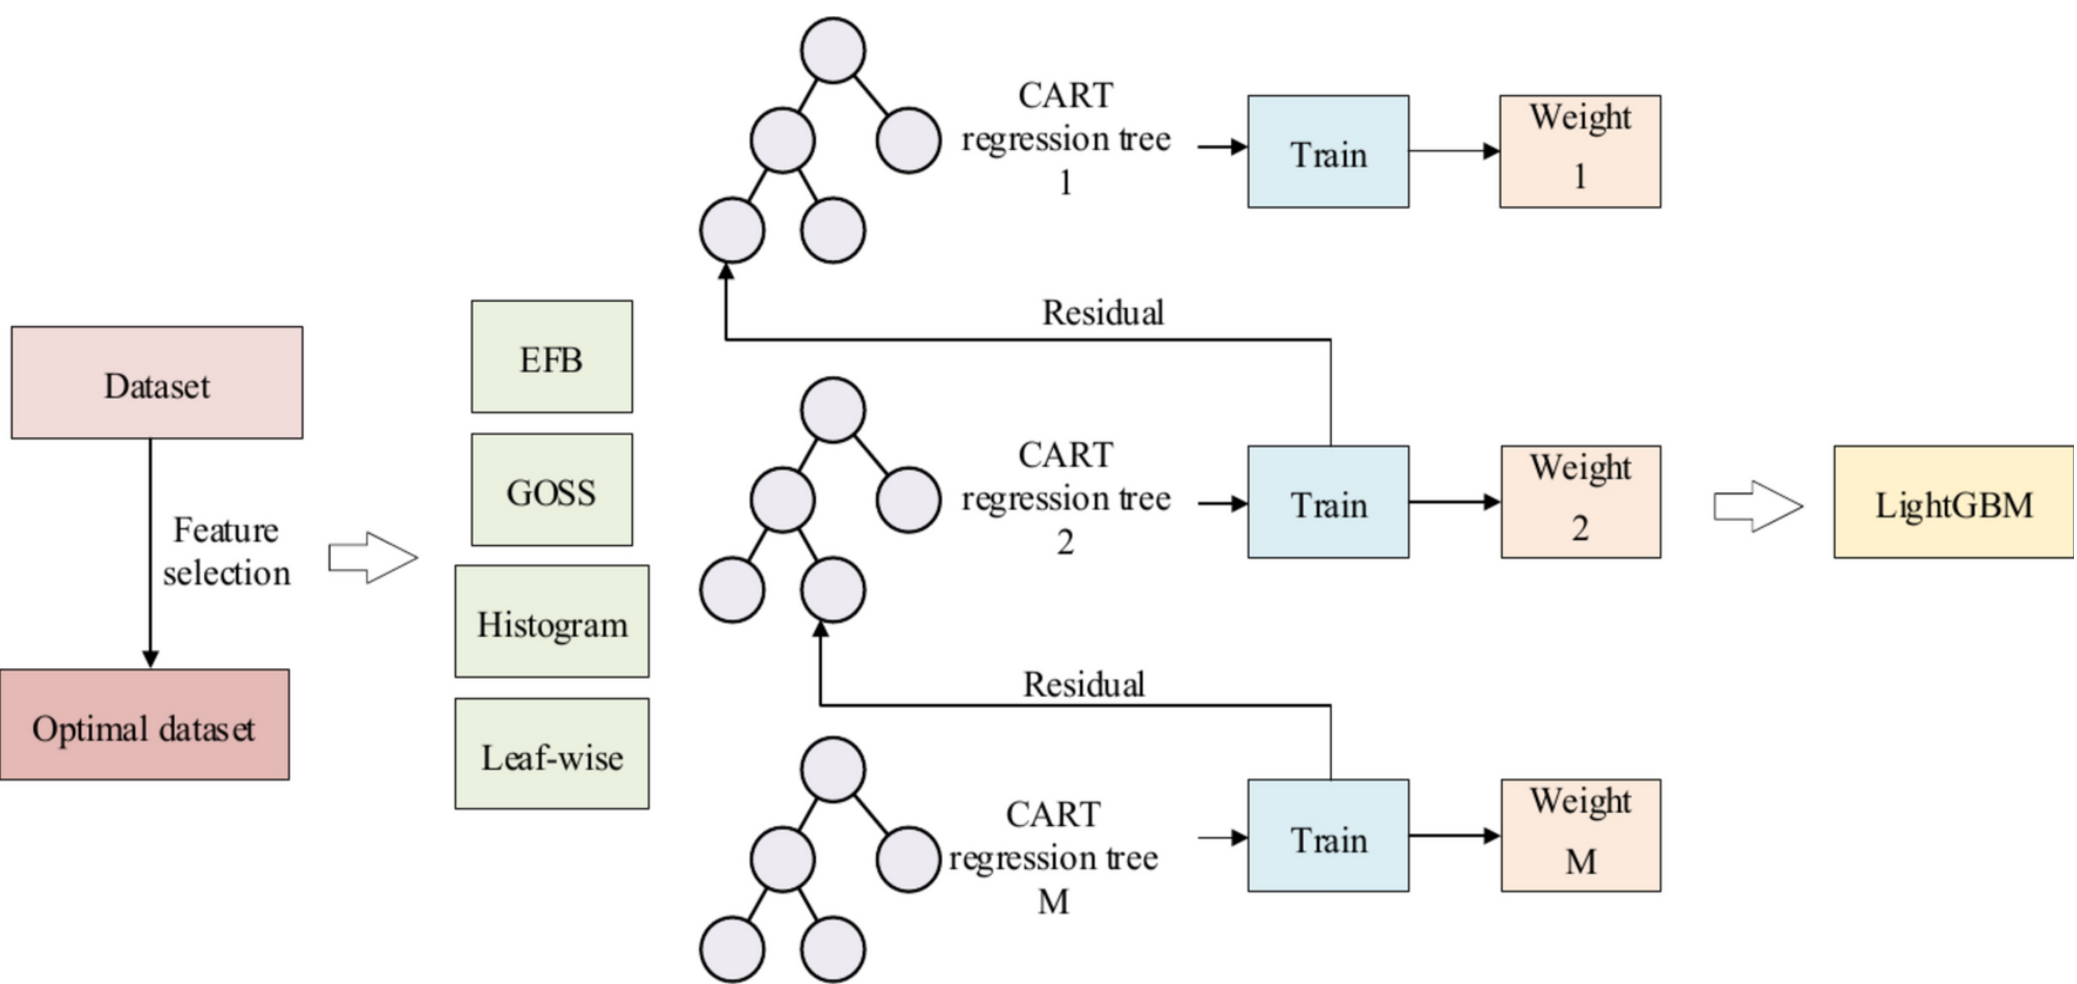 Dataset
Feature
selection
Optimal dataset
EFB
GOSS
Histogram
Leaf-wise
CART
regression tree
1
Train
Weight
1
Residual
CART
regression tree
2
Train
Weight
2
Residual
CART
regression tree
M
Train
Weight
M
LightGBM